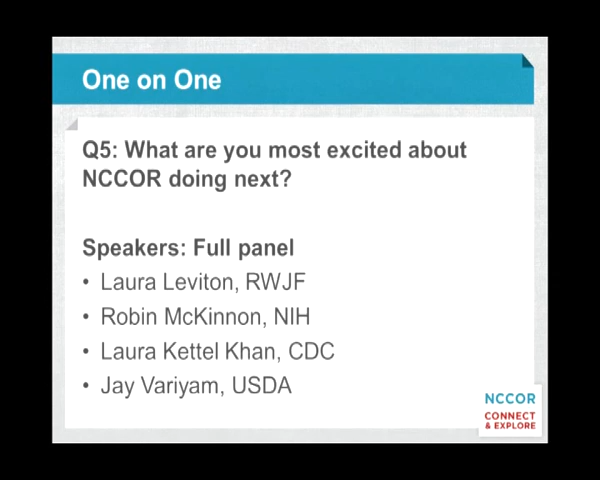 One on One
Q5: What are you most excited about
NCCOR doing next?
Speakers: Full panel
• Laura Leviton, RWJF
• Robin McKinnon, NIH
• Laura Kettel Khan, CDC
• Jay Variyam, USDA
NCCOR
CONNECT
& EXPLORE